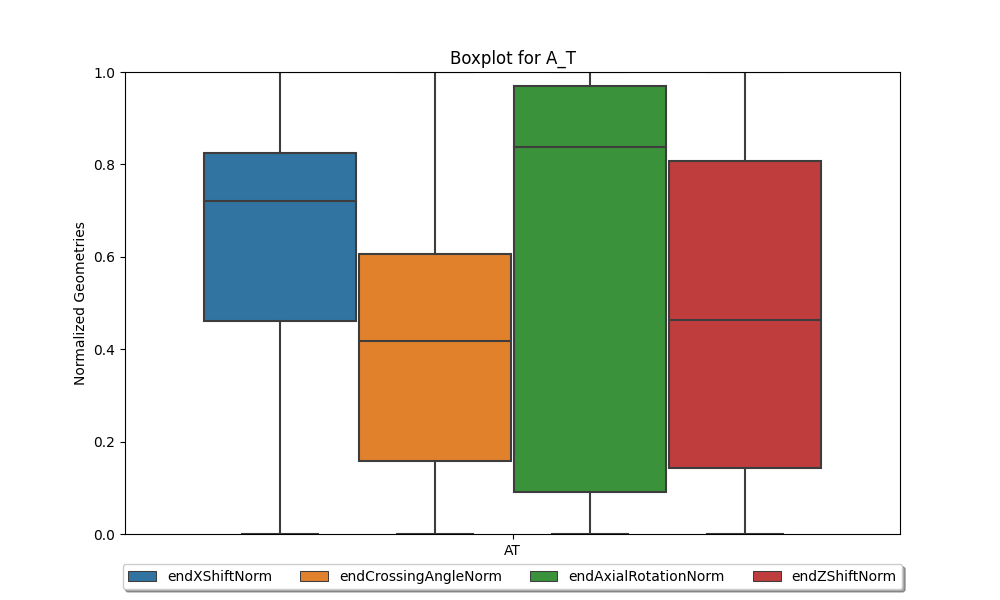 Boxplot for A_T
1.0
0.8
0.6
0.4
0.2
0.0
Normalized Geometries
AT
endXShiftNorm endCrossingAngleNorm endAxialRotationNorm endZShiftNorm